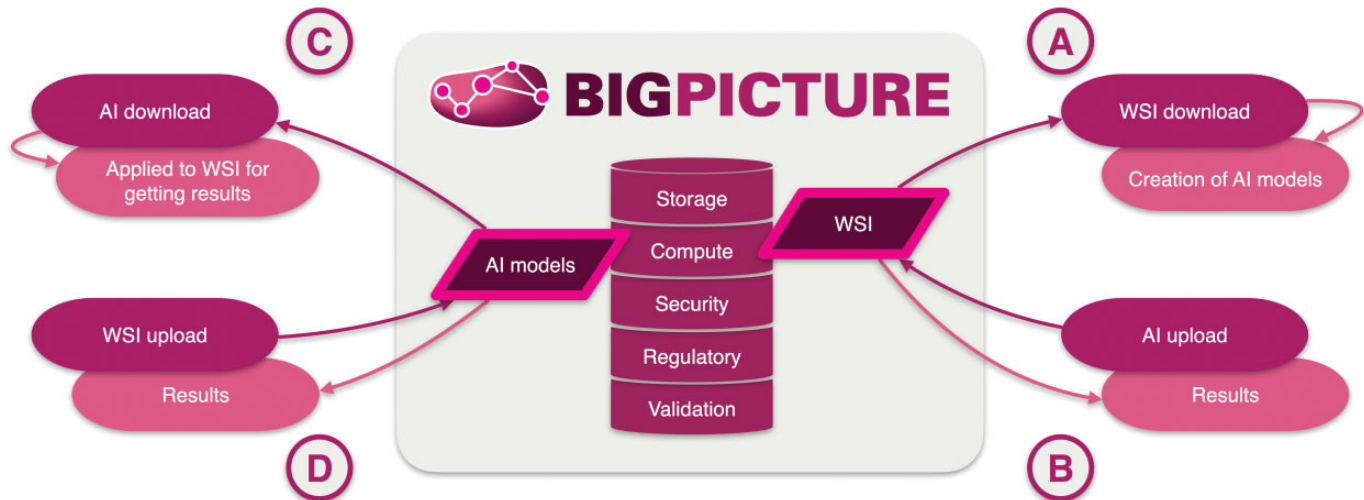 C
A
BIGPICTURE
AI download
Applied to WSI for
getting results
WSI download
Creation of AI models
Storage
Compute
Security
Regulatory
Validation
AI models
WSI
WSI upload
Results
AI upload
Results
D
B